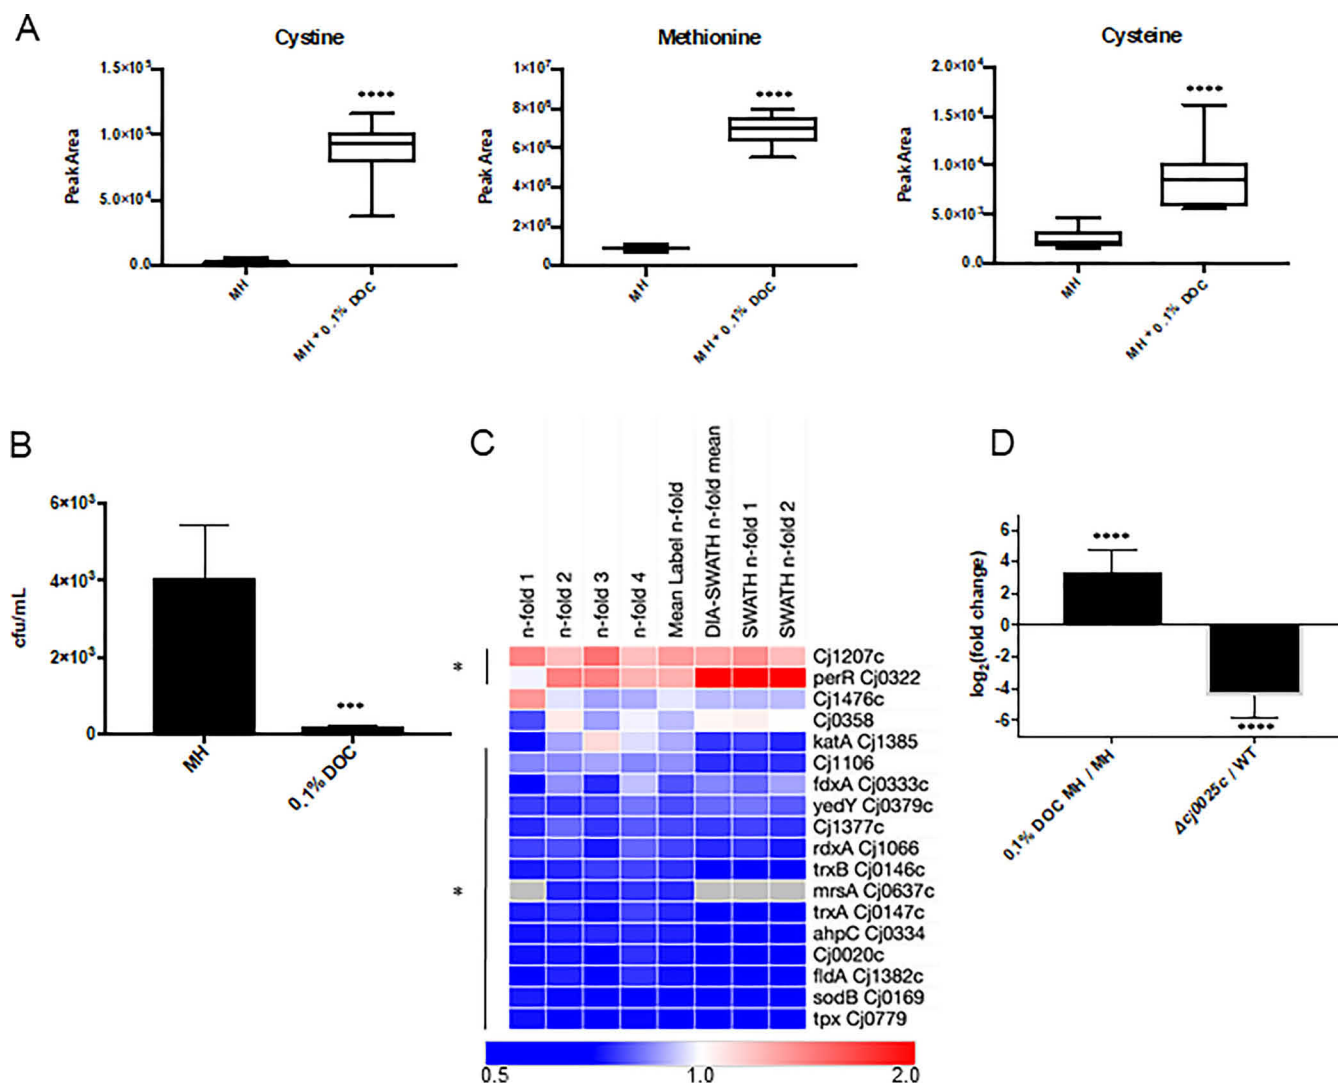 A
Cystine
Methionine
Cysteine
1.5×10⁵
1.0×10⁵
5.0×10⁴
0.0
Peak Area
MH
MH + 0.1% DOC
****
1×10⁷
8×10⁶
6×10⁶
4×10⁶
2×10⁶
0
Peak Area
MH
MH + 0.1% DOC
****
2.0×10⁴
1.5×10⁴
1.0×10⁴
5.0×10³
0.0
Peak Area
MH
MH + 0.1% DOC
****
B
6×10³
4×10³
2×10³
0
cfu/mL
MH
0.1% DOC
***
C
n-fold 1
n-fold 2
n-fold 3
n-fold 4
Mean Label n-fold
DIA-SWATH n-fold mean
SWATH n-fold 1
SWATH n-fold 2
*
*
Cj1207c
perR Cj0322
Cj1476c
Cj0358
katA Cj1385
Cj1106
fdxA Cj0333c
yedY Cj0379c
Cj1377c
rdxA Cj1066
trxB Cj0146c
mrsA Cj0637c
trxA Cj0147c
ahpC Cj0334
Cj0020c
fldA Cj1382c
sodB Cj0169
tpx Cj0779
0.5
1.0
2.0
D
6
4
2
0
-2
-4
-6
log₂(fold change)
****
****
0.1% DOC MH / MH
Δcj0025c / WT